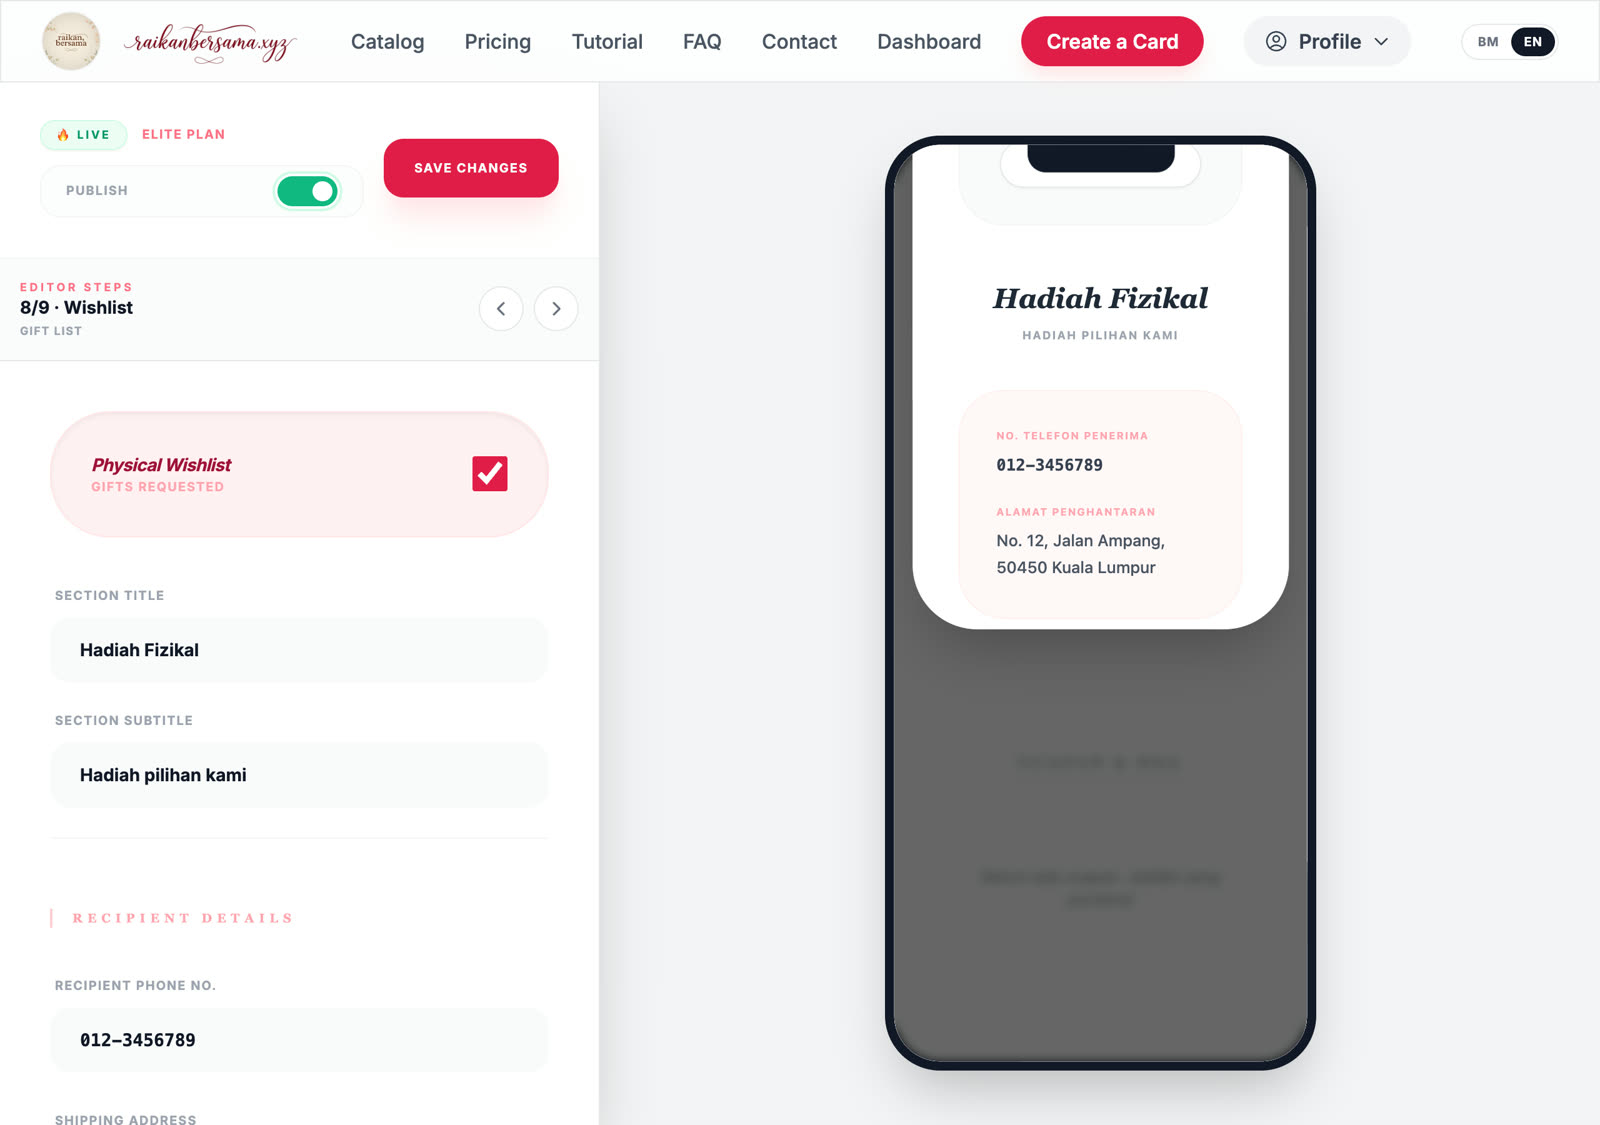 raikan
bersama
raikanbersama.xyz
Catalog
Pricing
Tutorial
FAQ
Contact
Dashboard
Create a Card
Profile
BM
EN
🔥 LIVE
ELITE PLAN
PUBLISH
SAVE CHANGES
EDITOR STEPS
8/9 · Wishlist
GIFT LIST
Physical Wishlist
GIFTS REQUESTED
SECTION TITLE
Hadiah Fizikal
SECTION SUBTITLE
Hadiah pilihan kami
RECIPIENT DETAILS
RECIPIENT PHONE NO.
012-3456789
SHIPPING ADDRESS
Hadiah Fizikal
HADIAH PILIHAN KAMI
NO. TELEFON PENERIMA
012-3456789
ALAMAT PENGHANTARAN
No. 12, Jalan Ampang,
50450 Kuala Lumpur